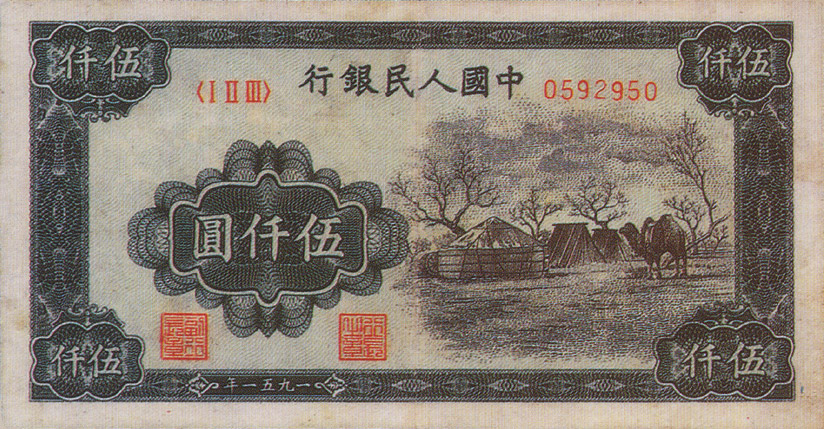 伍仟
伍仟
中國人民銀行
〈I II III〉
0592950
伍仟圓
伍仟
伍仟
一九五一年